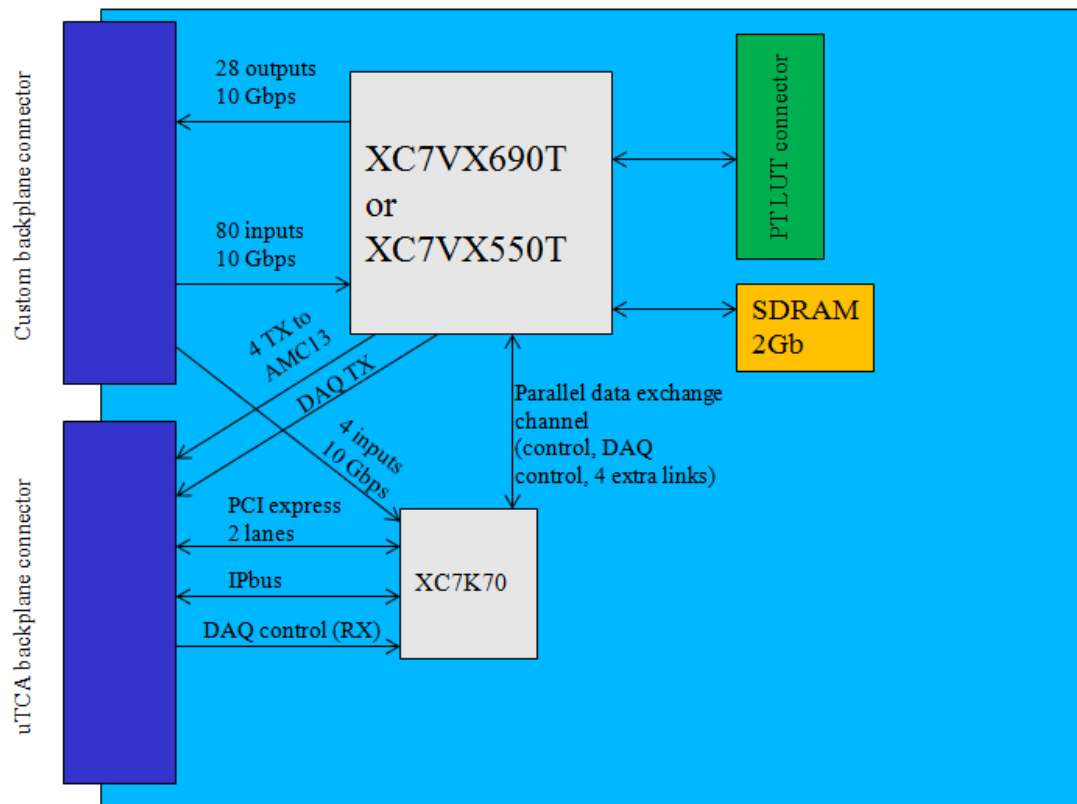 Custom backplane connector
28 outputs
10 Gbps
80 inputs
10 Gbps
XC7VX690T
or
XC7VX550T
PT LUT connector
SDRAM
2Gb
4 TX to
AMC13
DAQ TX
4 inputs
10 Gbps
Parallel data exchange
channel
(control, DAQ
control, 4 extra links)
uTCA backplane connector
PCI express
2 lanes
IPbus
DAQ control (RX)
XC7K70